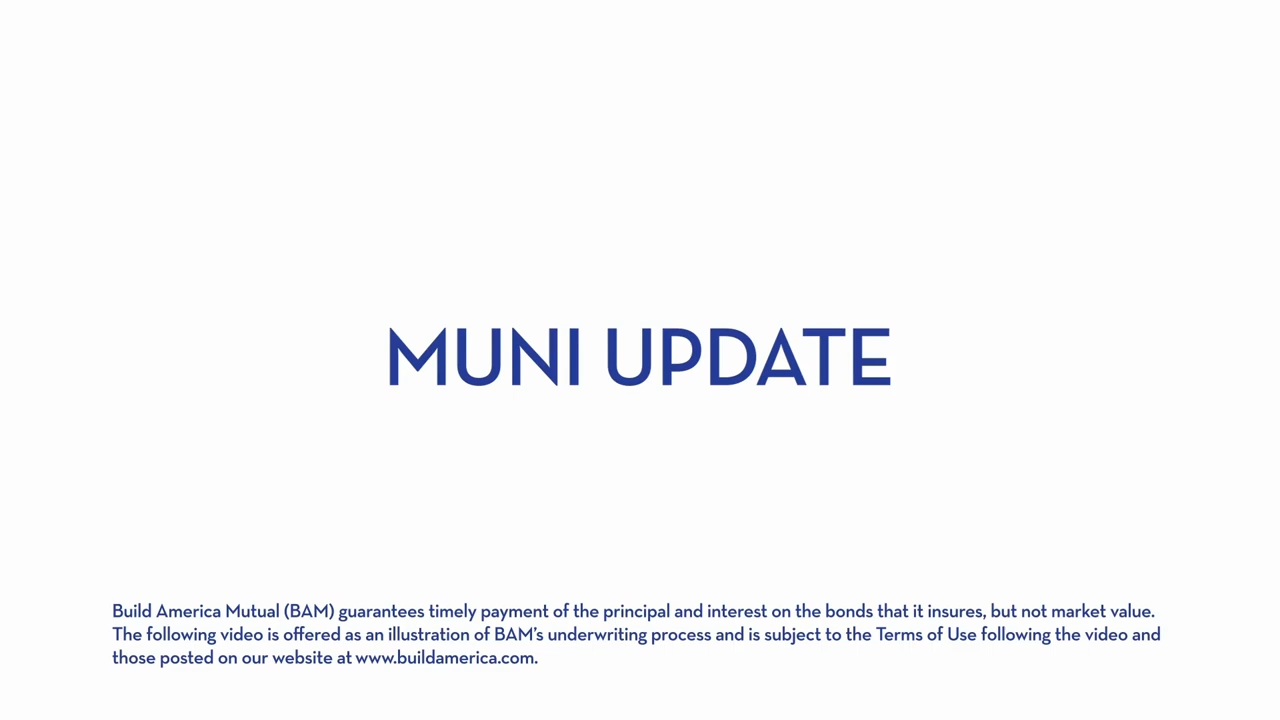 MUNI UPDATE
Build America Mutual (BAM) guarantees timely payment of the principal and interest on the bonds that it insures, but not market value.
The following video is offered as an illustration of BAM's underwriting process and is subject to the Terms of Use following the video and
those posted on our website at www.buildamerica.com.